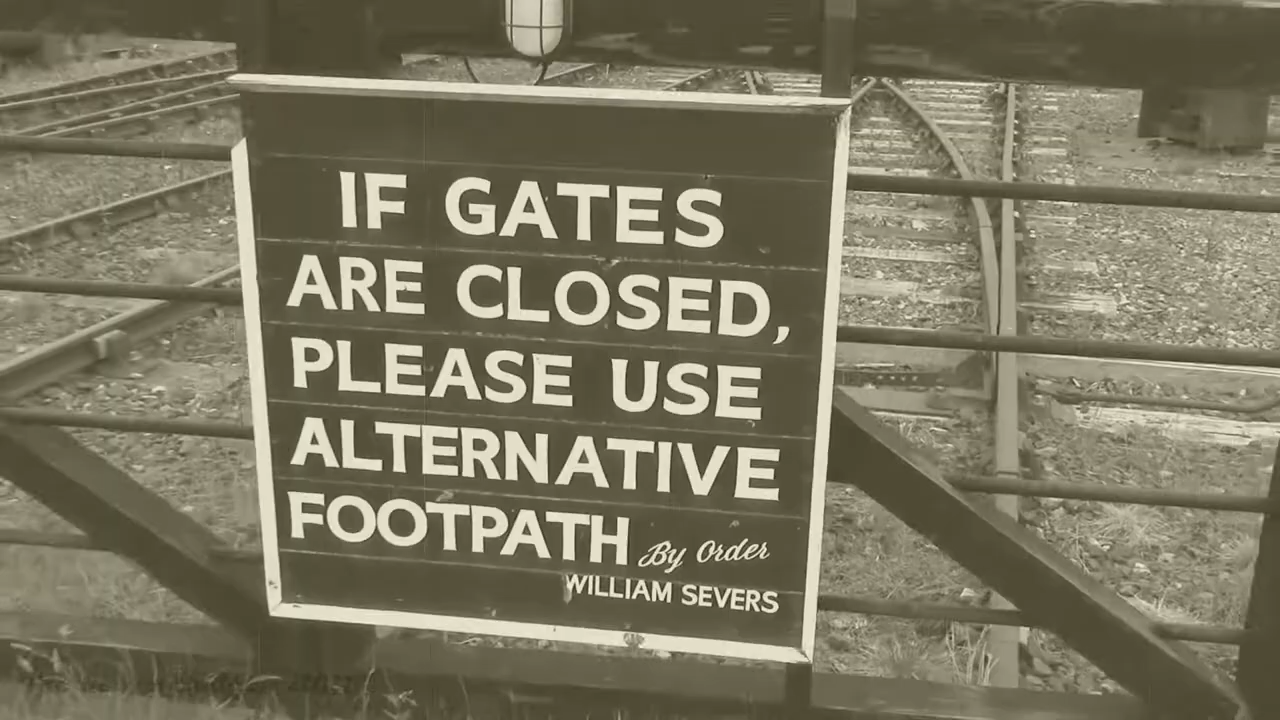 IF GATES
ARE CLOSED,
PLEASE USE
ALTERNATIVE
FOOTPATH By Order
WILLIAM SEVERS